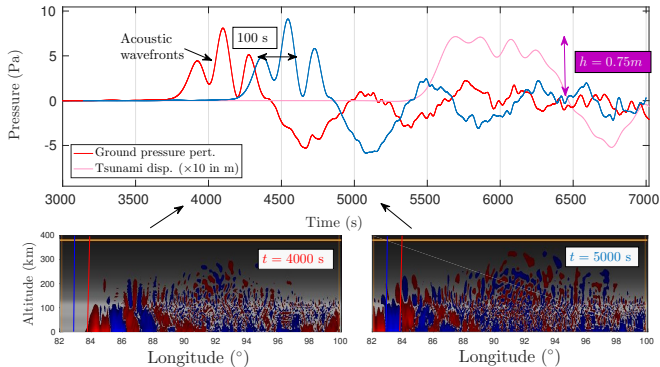 10
5
0
-5
Pressure (Pa)
Acoustic
wavefronts
100 s
h = 0.75m
Ground pressure pert.
Tsunami disp. (×10 in m)
3000 3500 4000 4500 5000 5500 6000 6500 7000
Time (s)
400
300
200
100
0
Altitude (km)
t = 4000 s
t = 5000 s
82 84 86 88 90 92 94 96 98 100
82 84 86 88 90 92 94 96 98 100
Longitude (°)
Longitude (°)